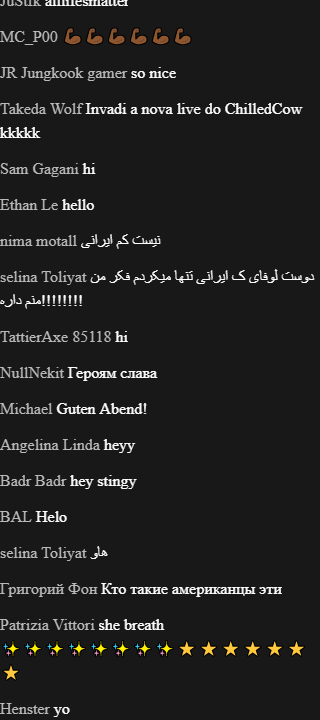 JuStik allifesmatter
MC_P00 💪🏾💪🏾💪🏾💪🏾💪🏾💪🏾
JR Jungkook gamer so nice
Takeda Wolf Invadi a nova live do ChilledCow
kkkkk
Sam Gagani hi
Ethan Le hello
nima motall نیست کم ایرانی
selina Toliyat دوست لوفای ک ایرانی تنها میکردم فکر من
منم داره!!!!!!!!
TattierAxe 85118 hi
NullNekit Героям слава
Michael Guten Abend!
Angelina Linda heyy
Badr Badr hey stingy
BAL Helo
selina Toliyat هاو
Григорий Фон Кто такие американцы эти
Patrizia Vittori she breath
✨✨✨✨✨✨✨✨⭐⭐⭐⭐⭐⭐
⭐
Henster yo